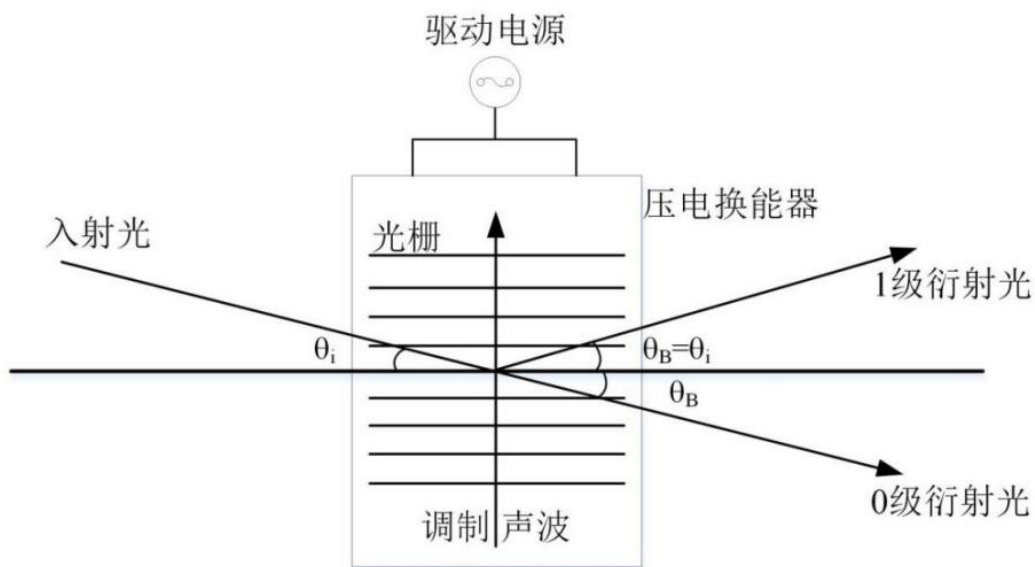 驱动电源
压电换能器
入射光
光栅
1级衍射光
θi
θB=θi
θB
0级衍射光
调制声波